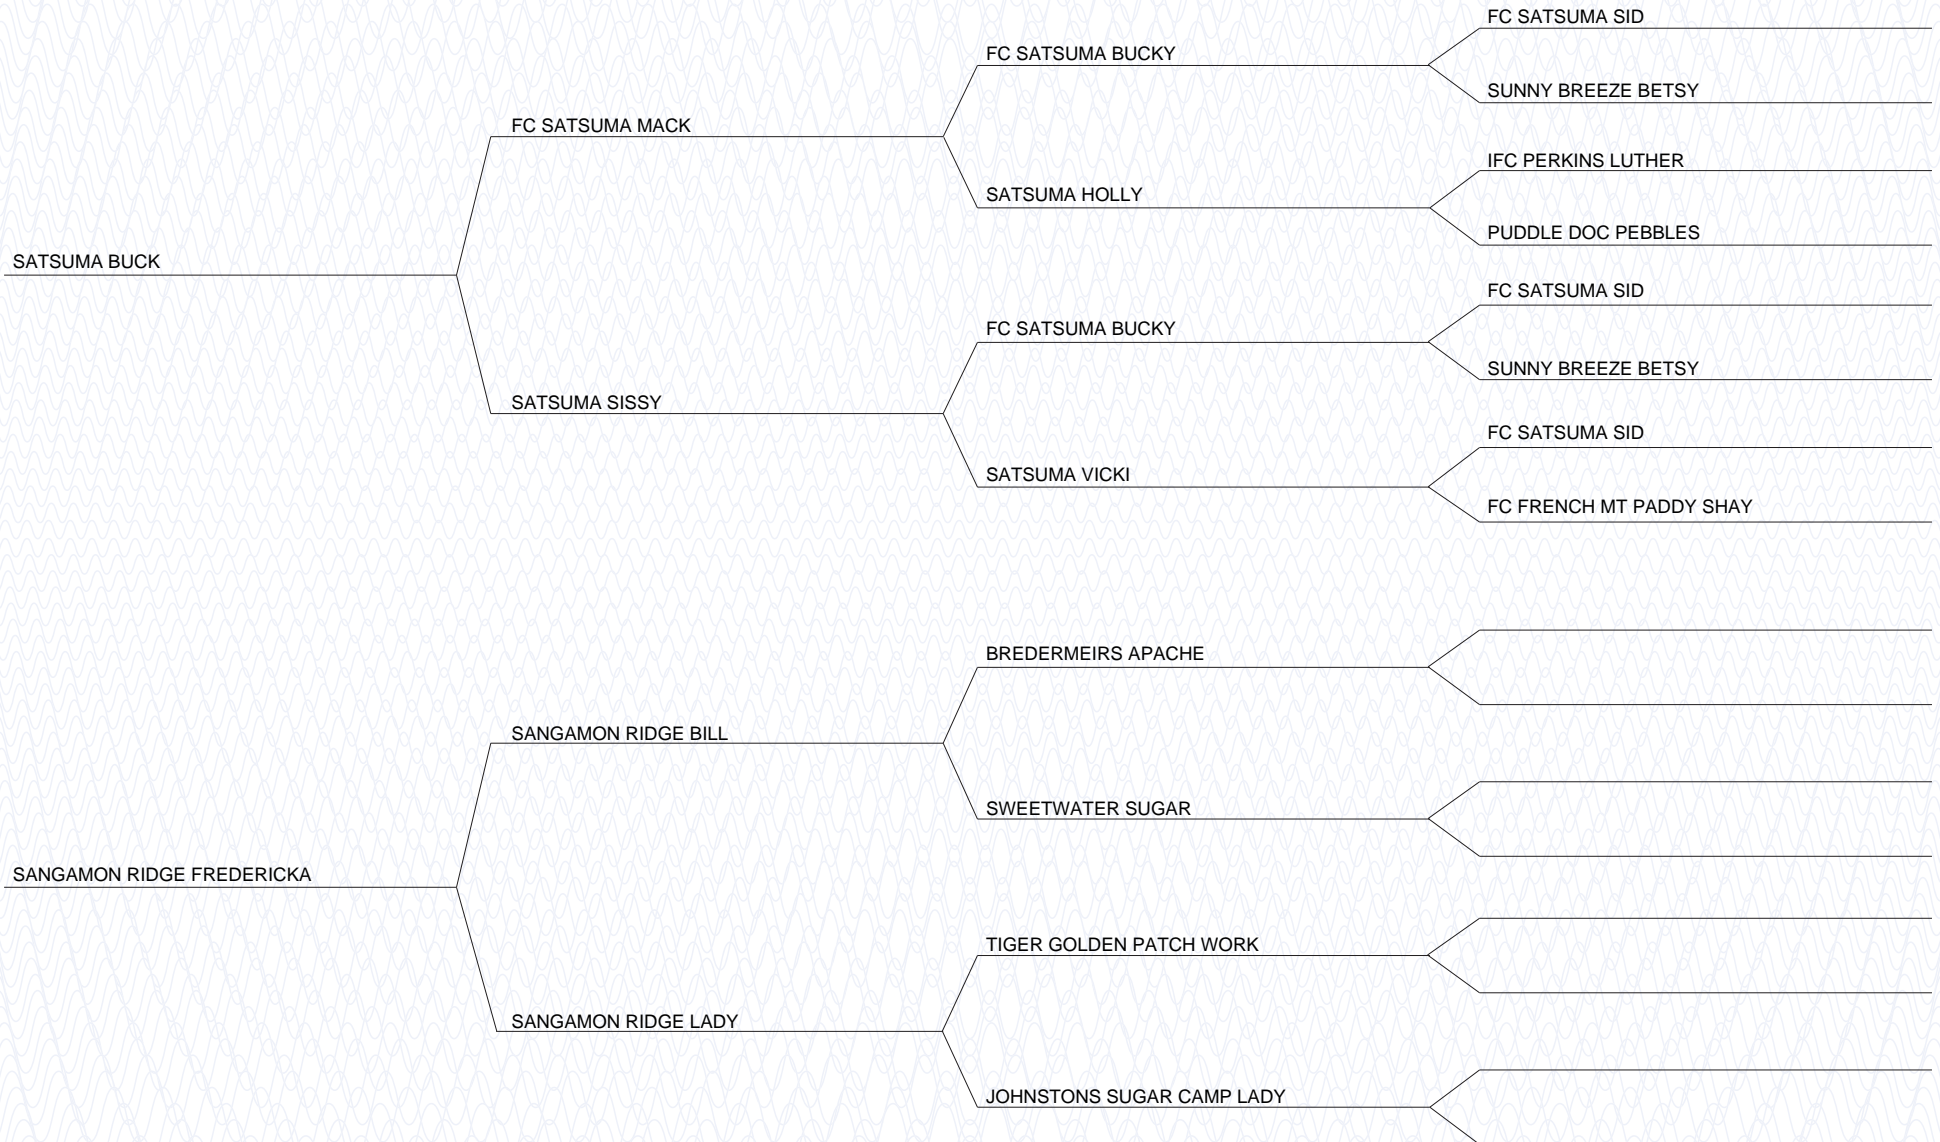 FC SATSUMA SID
FC SATSUMA BUCKY
SUNNY BREEZE BETSY
FC SATSUMA MACK
IFC PERKINS LUTHER
SATSUMA HOLLY
PUDDLE DOC PEBBLES
SATSUMA BUCK
FC SATSUMA SID
FC SATSUMA BUCKY
SUNNY BREEZE BETSY
SATSUMA SISSY
FC SATSUMA SID
SATSUMA VICKI
FC FRENCH MT PADDY SHAY
BREDERMEIRS APACHE
SANGAMON RIDGE BILL
SWEETWATER SUGAR
SANGAMON RIDGE FREDERICKA
TIGER GOLDEN PATCH WORK
SANGAMON RIDGE LADY
JOHNSTONS SUGAR CAMP LADY